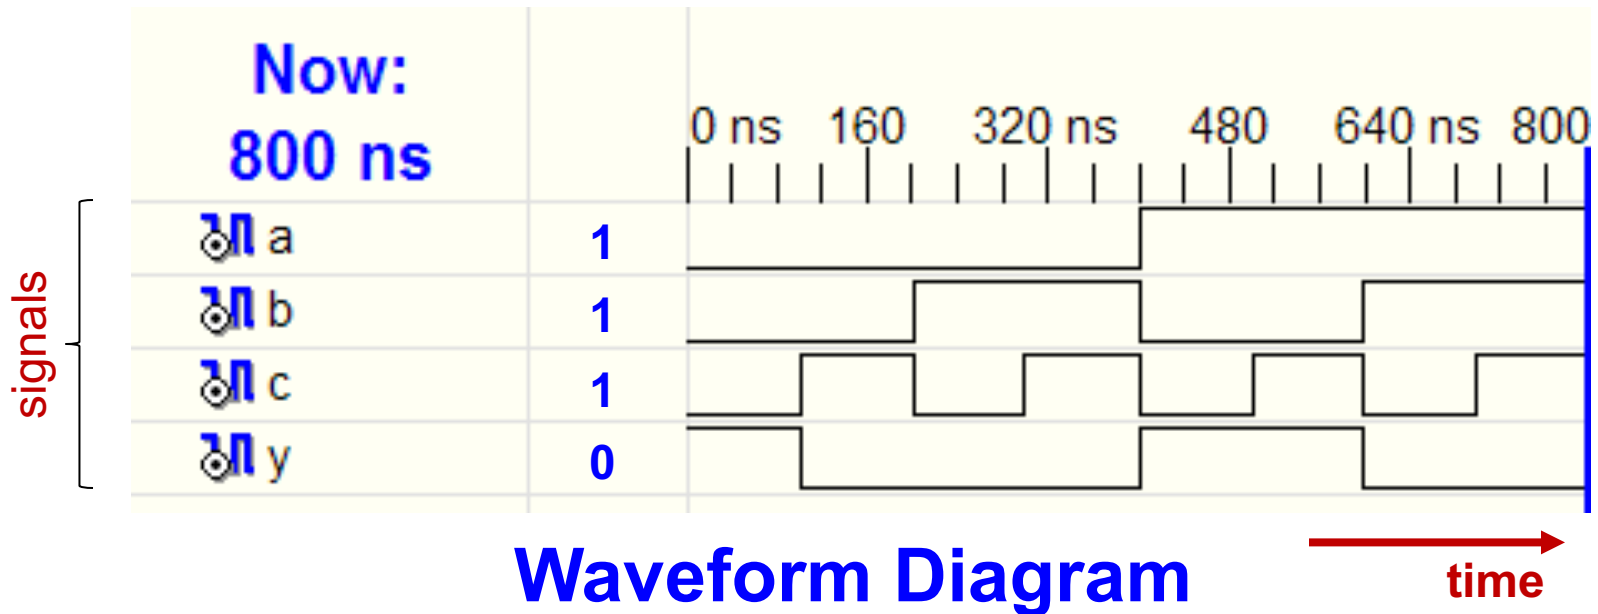 Now:
800 ns
0 ns 160 320 ns 480 640 ns 800
signals
a 1
b 1
c 1
y 0
Waveform Diagram
time